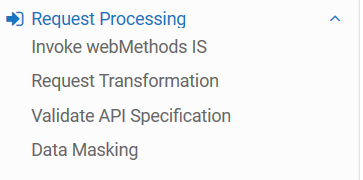 Request Processing
Invoke webMethods IS
Request Transformation
Validate API Specification
Data Masking